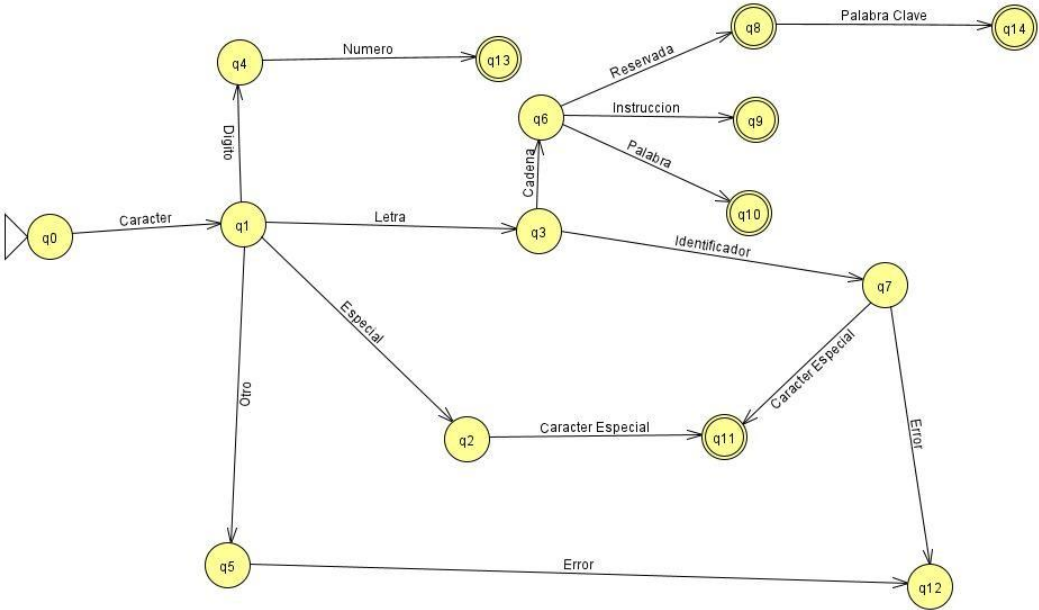 q8
Palabra Clave
q14
q4
Numero
q13
Reservada
q6
Instruccion
q9
Digito
Cadena
Palabra
q10
q0
Caracter
q1
Letra
q3
Identificador
q7
Especial
Caracter Especial
Otro
q2
Caracter Especial
q11
Error
q5
Error
q12